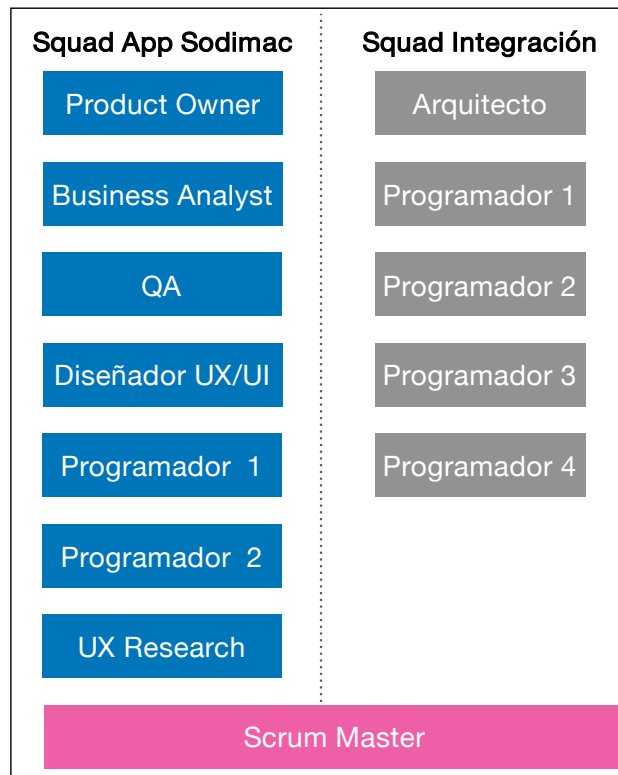 Squad App Sodimac
Product Owner
Business Analyst
QA
Diseñador UX/UI
Programador 1
Programador 2
UX Research
Squad Integración
Arquitecto
Programador 1
Programador 2
Programador 3
Programador 4
Scrum Master